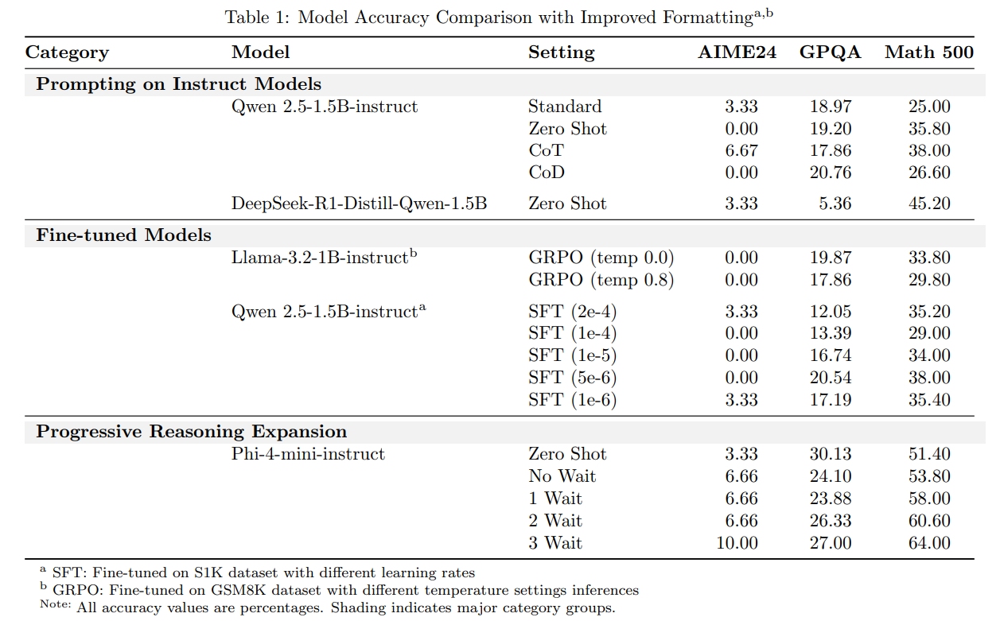 Table 1: Model Accuracy Comparison with Improved Formatting^a,b
Category Model Setting AIME24 GPQA Math 500
Prompting on Instruct Models
Qwen 2.5-1.5B-instruct Standard 3.33 18.97 25.00
Zero Shot 0.00 19.20 35.80
CoT 6.67 17.86 38.00
CoD 0.00 20.76 26.60
DeepSeek-R1-Distill-Qwen-1.5B Zero Shot 3.33 5.36 45.20
Fine-tuned Models
Llama-3.2-1B-instruct^b GRPO (temp 0.0) 0.00 19.87 33.80
GRPO (temp 0.8) 0.00 17.86 29.80
Qwen 2.5-1.5B-instruct^a SFT (2e-4) 3.33 12.05 35.20
SFT (1e-4) 0.00 13.39 29.00
SFT (1e-5) 0.00 16.74 34.00
SFT (5e-6) 0.00 20.54 38.00
SFT (1e-6) 3.33 17.19 35.40
Progressive Reasoning Expansion
Phi-4-mini-instruct Zero Shot 3.33 30.13 51.40
No Wait 6.66 24.10 53.80
1 Wait 6.66 23.88 58.00
2 Wait 6.66 26.33 60.60
3 Wait 10.00 27.00 64.00
^a SFT: Fine-tuned on S1K dataset with different learning rates
^b GRPO: Fine-tuned on GSM8K dataset with different temperature settings inferences
Note: All accuracy values are percentages. Shading indicates major category groups.